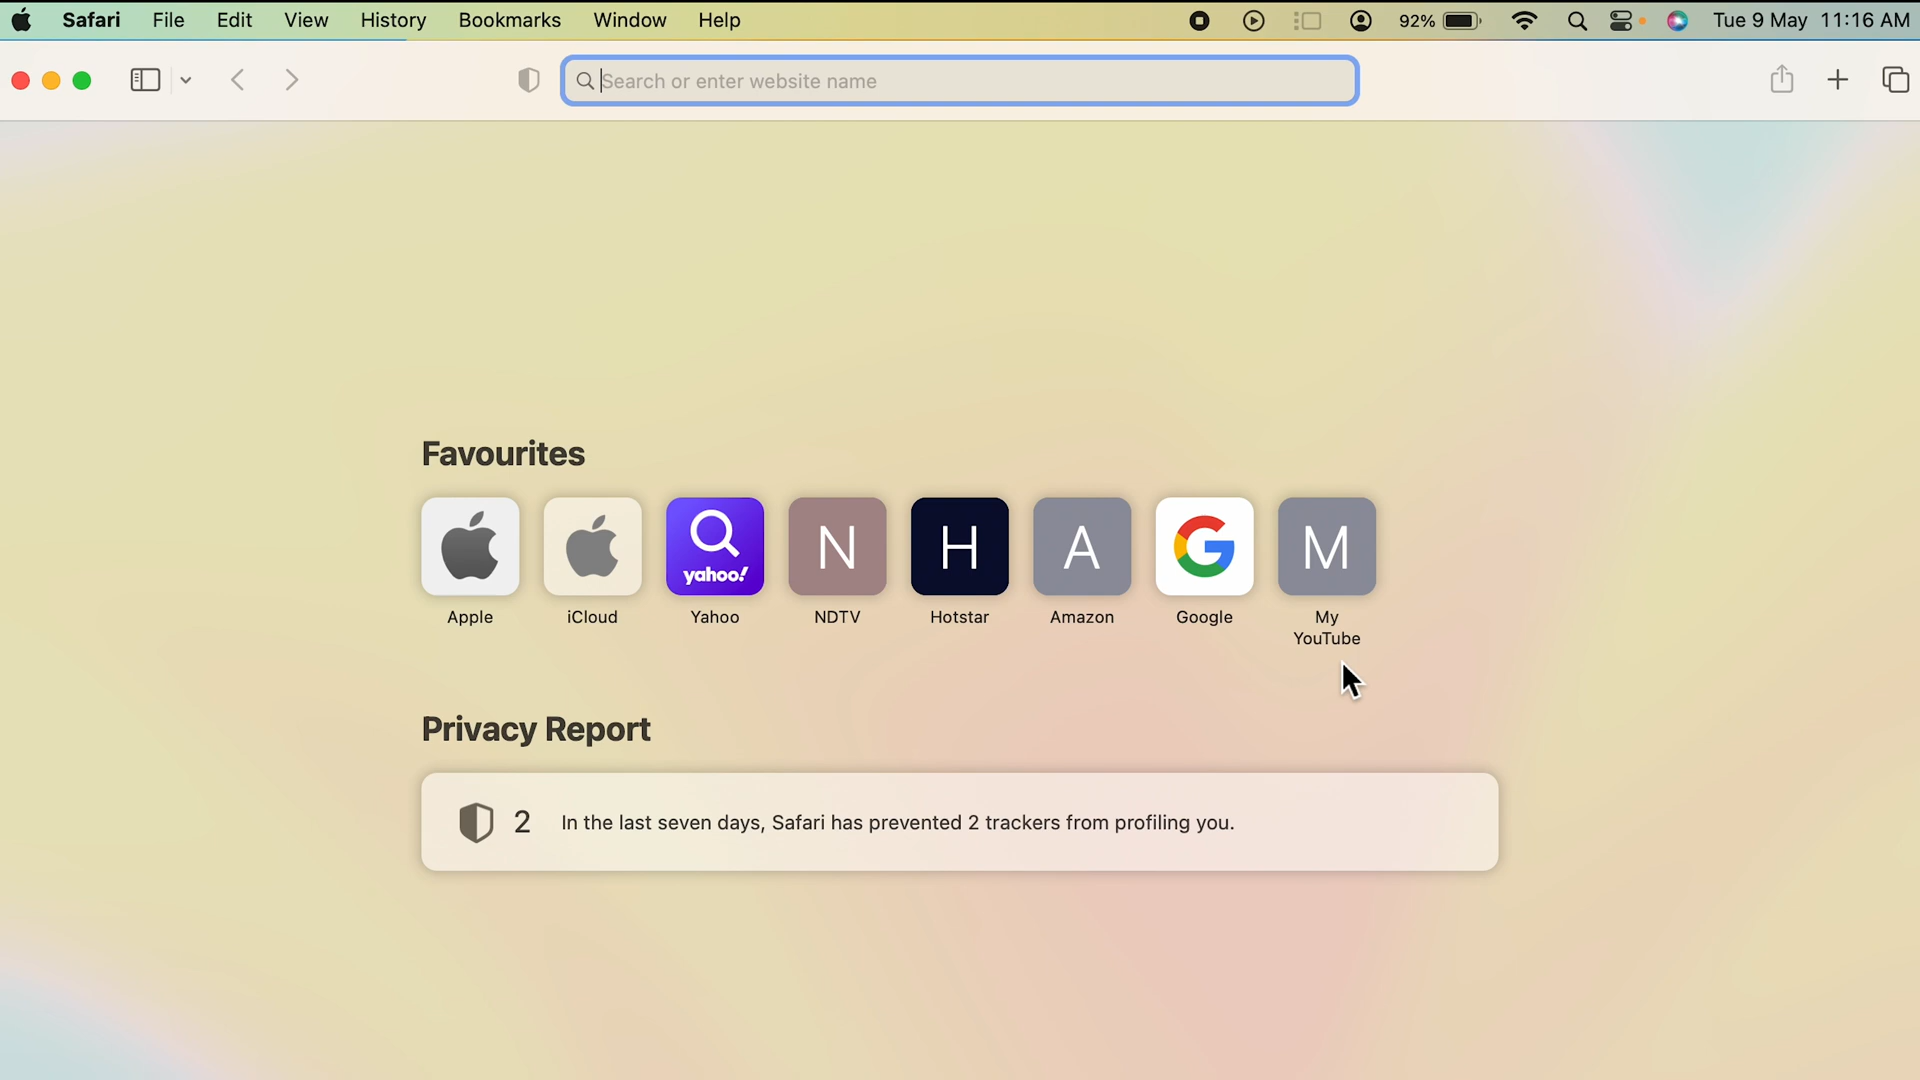 Safari File Edit View History Bookmarks Window Help 92% Tue 9 May 11:16 AM
Search or enter website name
Favourites
yahoo! N H A G M
Apple iCloud Yahoo NDTV Hotstar Amazon Google My
YouTube
Privacy Report
2 In the last seven days, Safari has prevented 2 trackers from profiling you.